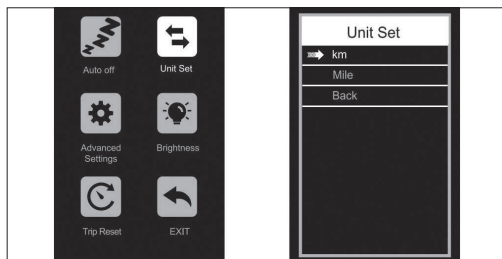 Auto off
Unit Set
Advanced
Settings
Brightness
Trip Reset
EXIT
Unit Set
km
Mile
Back